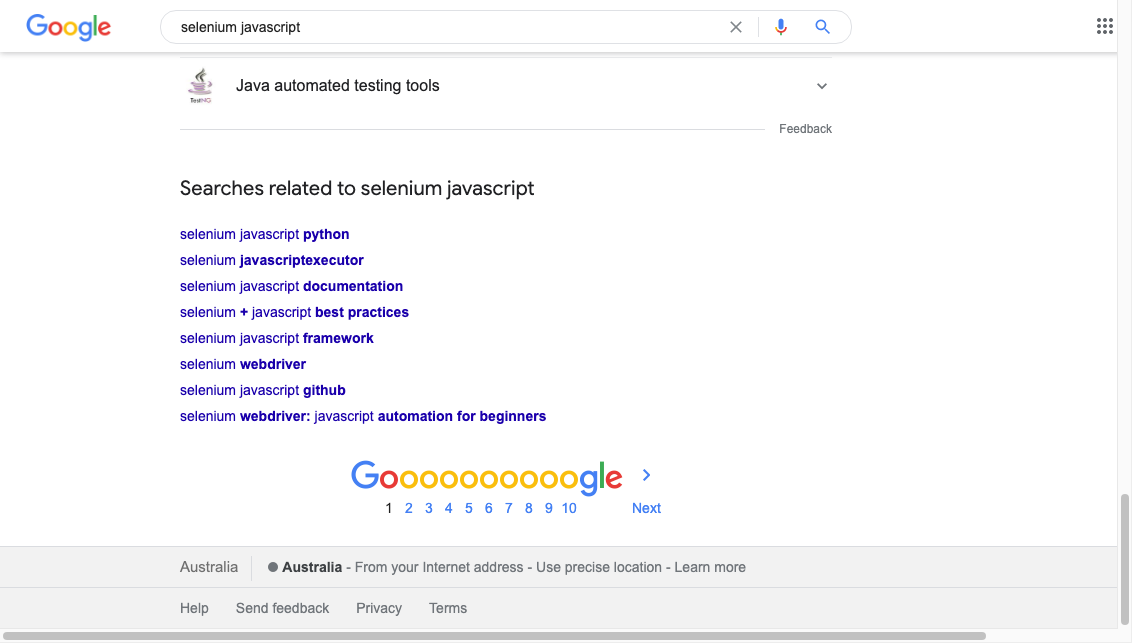 Google
selenium javascript
TestNG
Java automated testing tools
Feedback
Searches related to selenium javascript
selenium javascript python
selenium javascriptexecutor
selenium javascript documentation
selenium + javascript best practices
selenium javascript framework
selenium webdriver
selenium javascript github
selenium webdriver: javascript automation for beginners
Goooooooooogle
1 2 3 4 5 6 7 8 9 10 Next
Australia Australia - From your Internet address - Use precise location - Learn more
Help Send feedback Privacy Terms